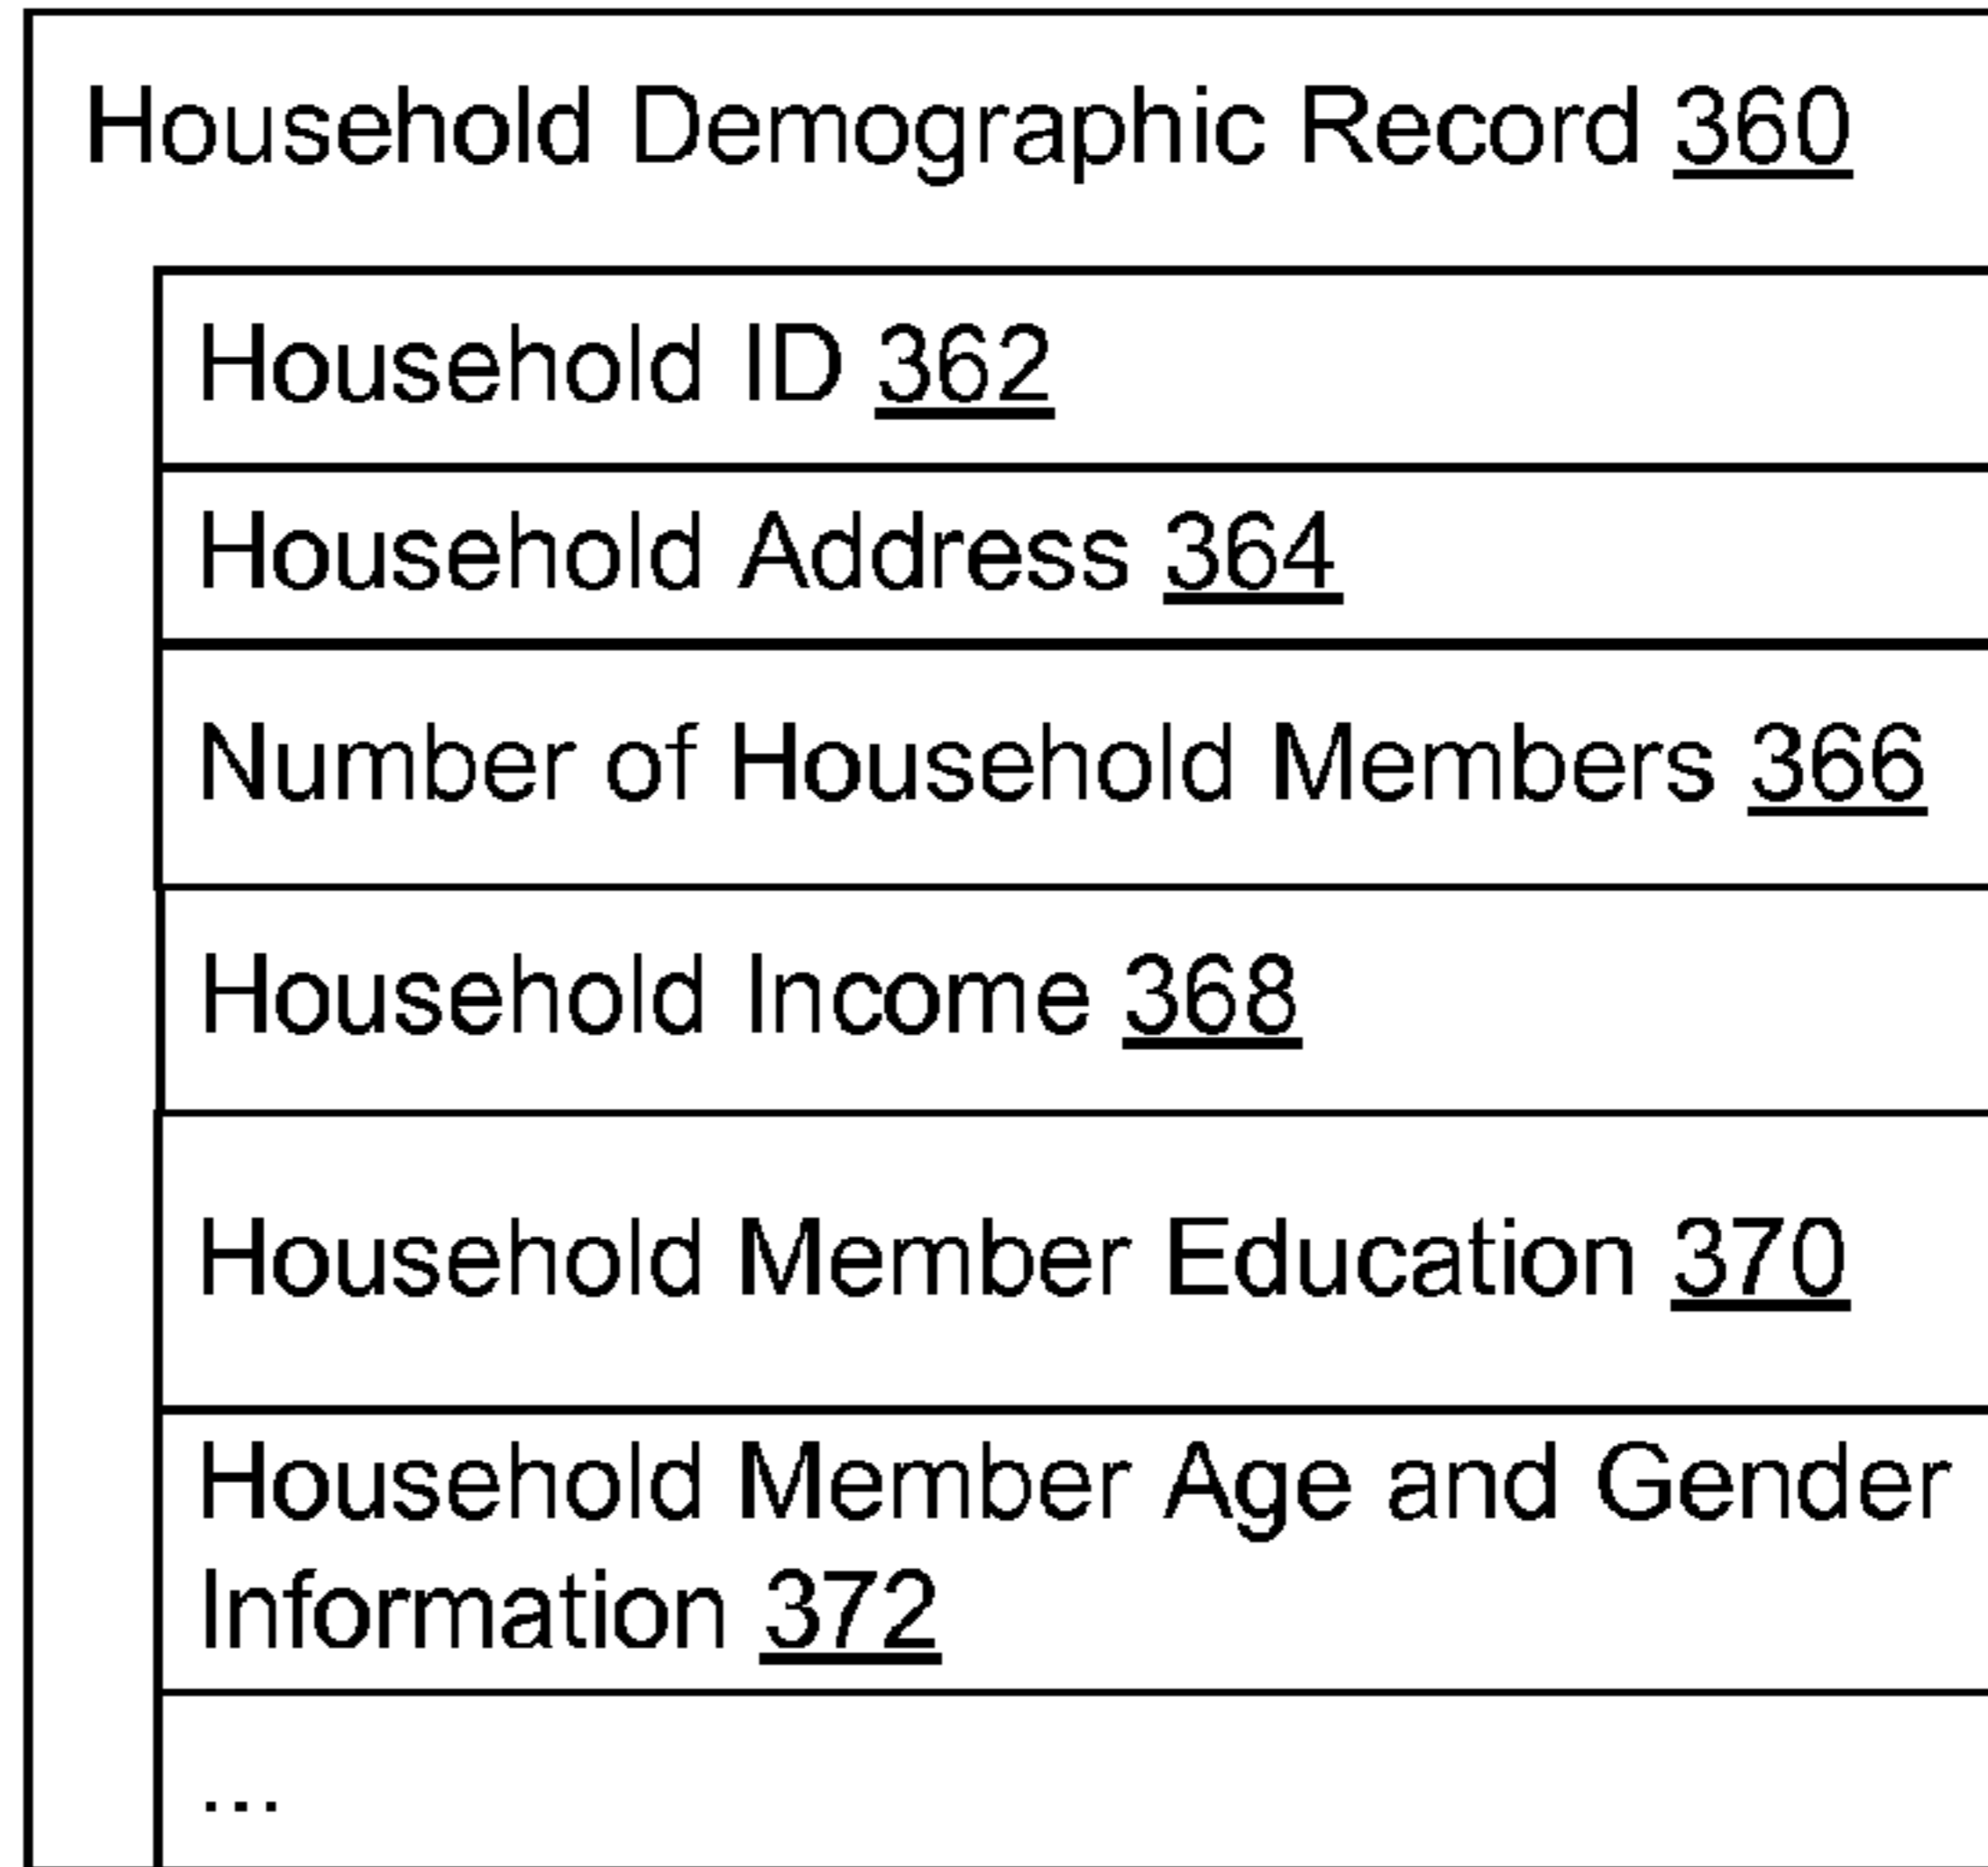 Household Demographic Record 360
Household ID 362
Household Address 364
Number of Household Members 366
Household Income 368
Household Member Education 370
Household Member Age and Gender
Information 372
...